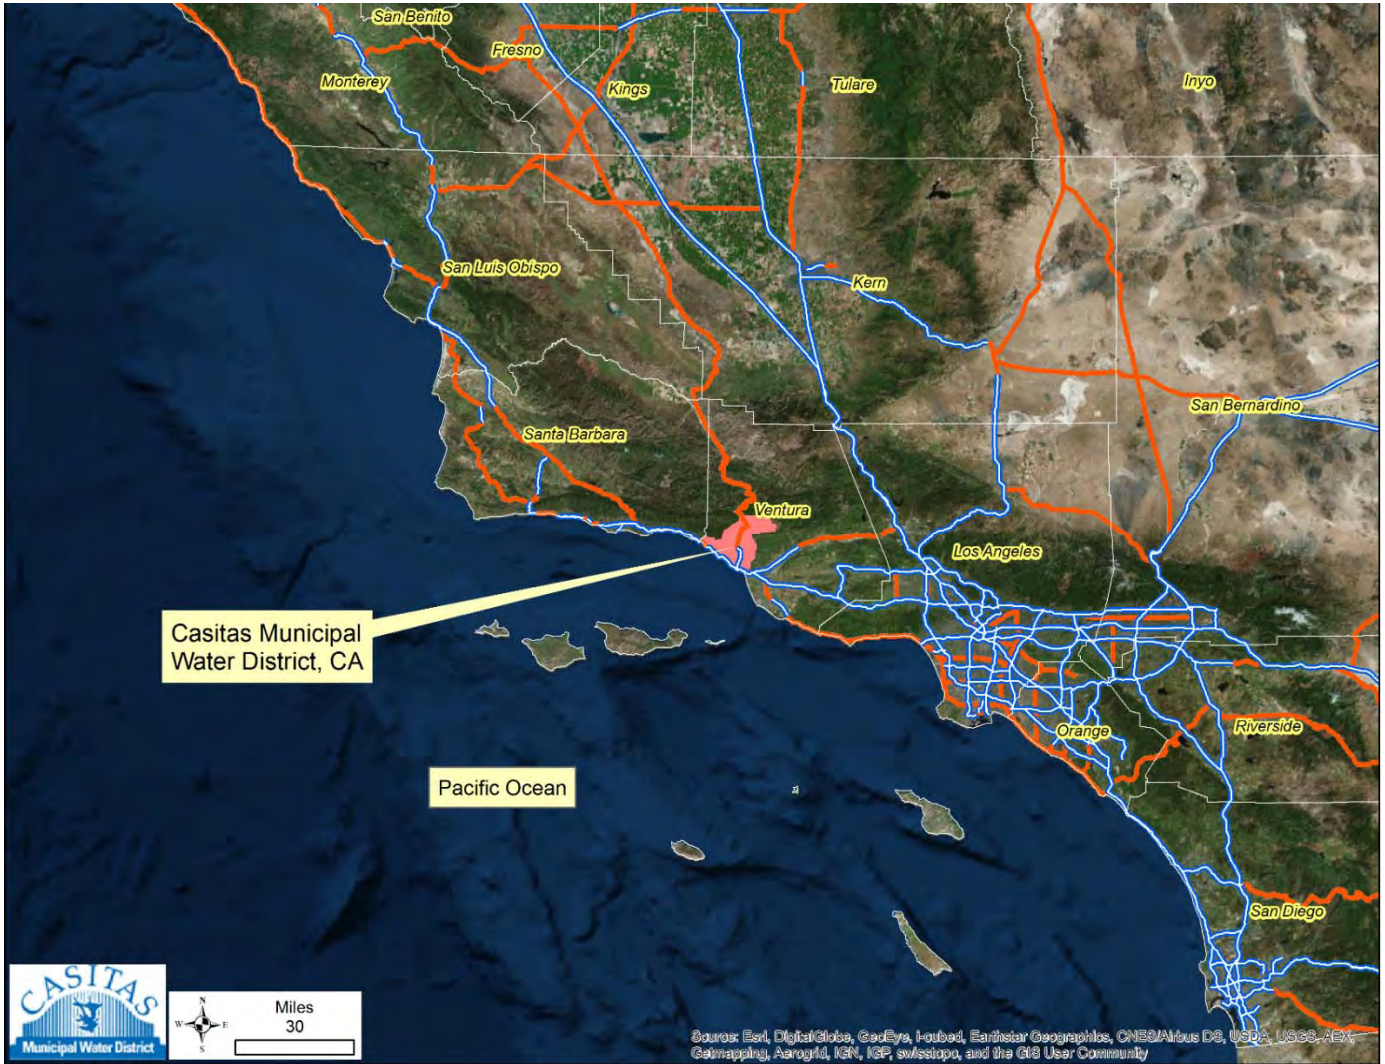 San Benito
Fresno
Monterey
Kings
Tulare
Inyo
San Luis Obispo
Kern
San Bernardino
Santa Barbara
Ventura
Los Angeles
Casitas Municipal
Water District, CA
Orange
Riverside
Pacific Ocean
San Diego
CASITAS
Municipal Water District
N
W
E
S
Miles
30
Source: Esri, DigitalGlobe, GeoEye, i-cubed, Earthstar Geographics, CNES/Airbus DS, USDA, USGS, AEX,
Getmapping, Aerogrid, IGN, IGP, swisstopo, and the GIS User Community